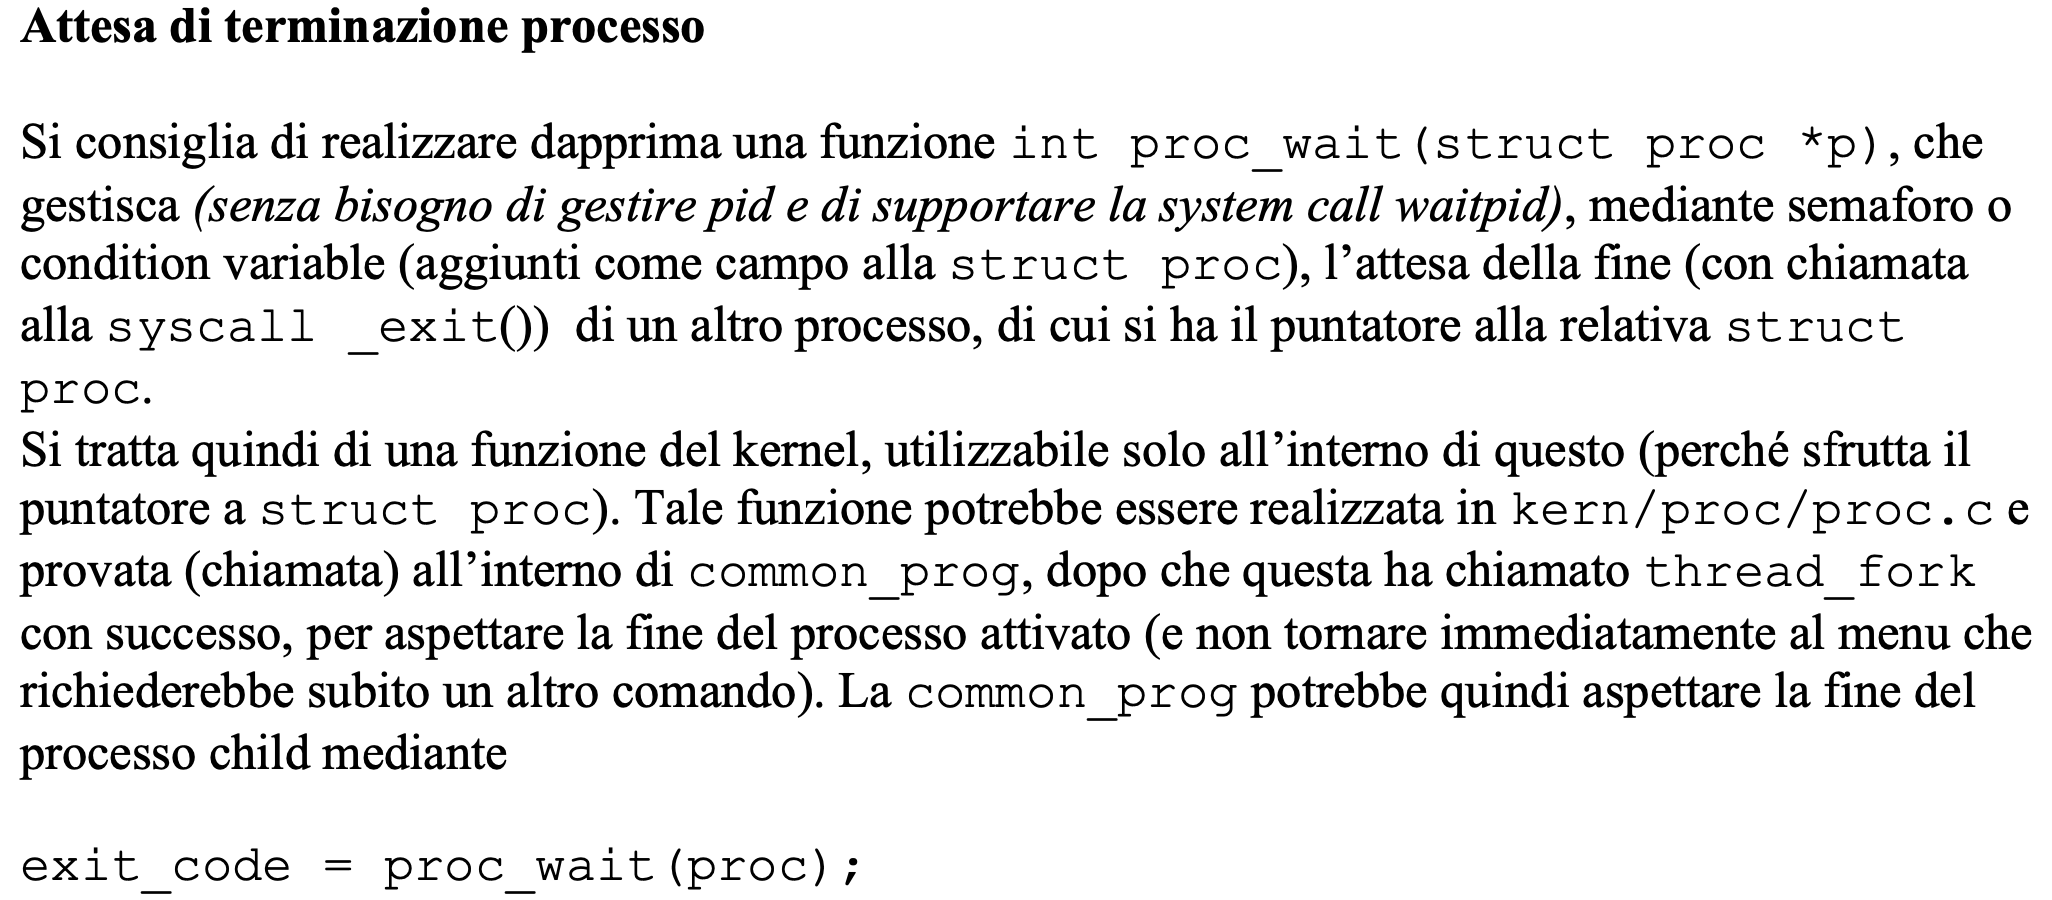 Attesa di terminazione processo
Si consiglia di realizzare dapprima una funzione int proc_wait(struct proc *p), che
gestisca (senza bisogno di gestire pid e di supportare la system call waitpid), mediante semaforo o
condition variable (aggiunti come campo alla struct proc), l’attesa della fine (con chiamata
alla syscall _exit()) di un altro processo, di cui si ha il puntatore alla relativa struct
proc.
Si tratta quindi di una funzione del kernel, utilizzabile solo all’interno di questo (perché sfrutta il
puntatore a struct proc). Tale funzione potrebbe essere realizzata in kern/proc/proc.c e
provata (chiamata) all’interno di common_prog, dopo che questa ha chiamato thread_fork
con successo, per aspettare la fine del processo attivato (e non tornare immediatamente al menu che
richiederebbe subito un altro comando). La common_prog potrebbe quindi aspettare la fine del
processo child mediante
exit_code = proc_wait(proc);